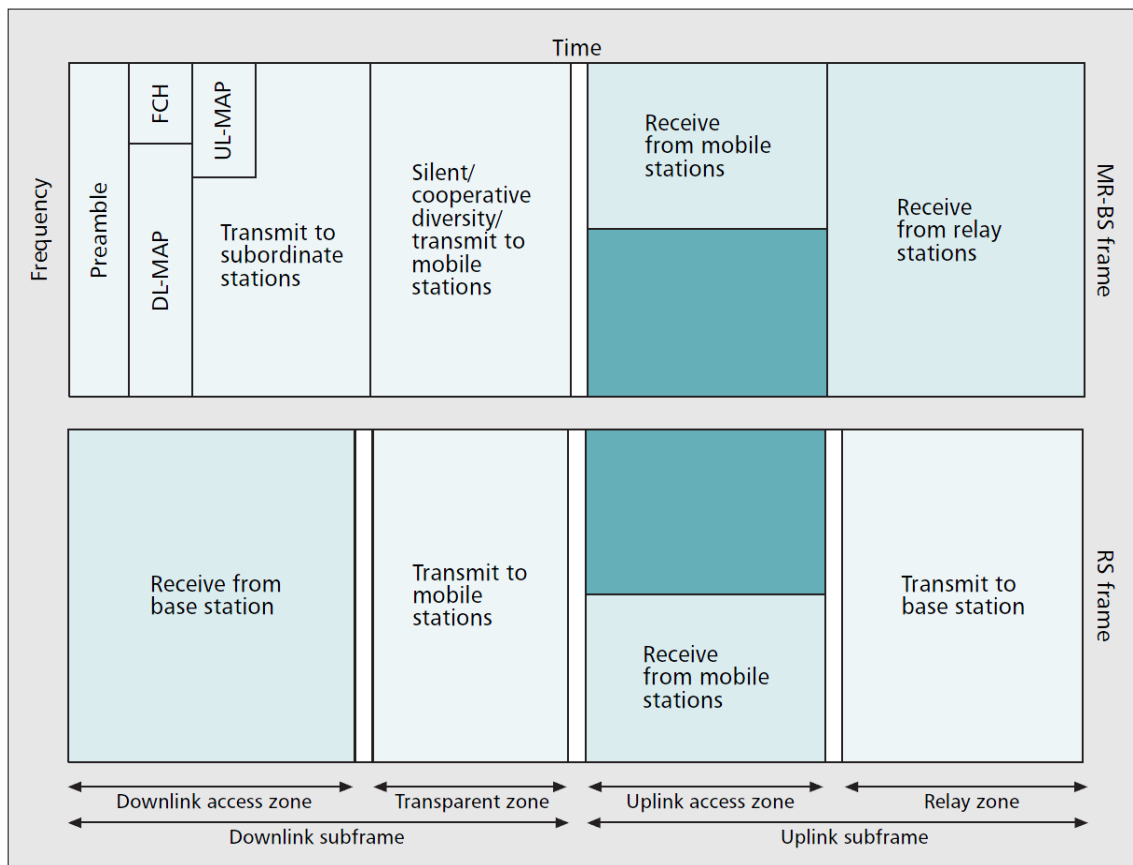 Time
Frequency
Preamble
FCH
DL-MAP
UL-MAP
Transmit to
subordinate
stations
Silent/
cooperative
diversity/
transmit to
mobile
stations
Receive
from mobile
stations
Receive
from relay
stations
MR-BS frame
Receive from
base station
Transmit to
mobile
stations
Receive
from mobile
stations
Transmit to
base station
RS frame
Downlink access zone
Transparent zone
Uplink access zone
Relay zone
Downlink subframe
Uplink subframe